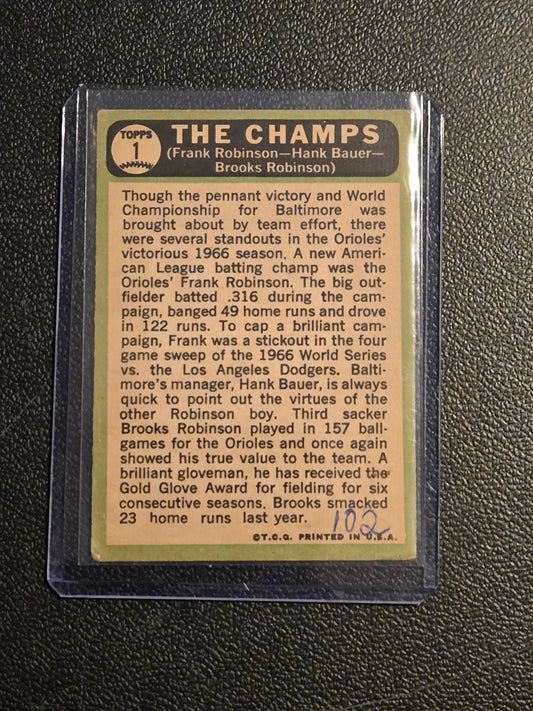 TOPPS
1
THE CHAMPS
(Frank Robinson—Hank Bauer—
Brooks Robinson)
Though the pennant victory and World
Championship for Baltimore was
brought about by team effort, there
were several standouts in the Orioles'
victorious 1966 season. A new Ameri-
can League batting champ was the
Orioles' Frank Robinson. The big out-
fielder batted .316 during the cam-
paign, banged 49 home runs and drove
in 122 runs. To cap a brilliant cam-
paign, Frank was a stickout in the four
game sweep of the 1966 World Series
vs. the Los Angeles Dodgers. Balti-
more's manager, Hank Bauer, is always
quick to point out the virtues of the
other Robinson boy. Third sacker
Brooks Robinson played in 157 ball-
games for the Orioles and once again
showed his true value to the team. A
brilliant gloveman, he has received the
Gold Glove Award for fielding for six
consecutive seasons. Brooks smacked
23 home runs last year.
102
©T.C.G. PRINTED IN U.S.A.